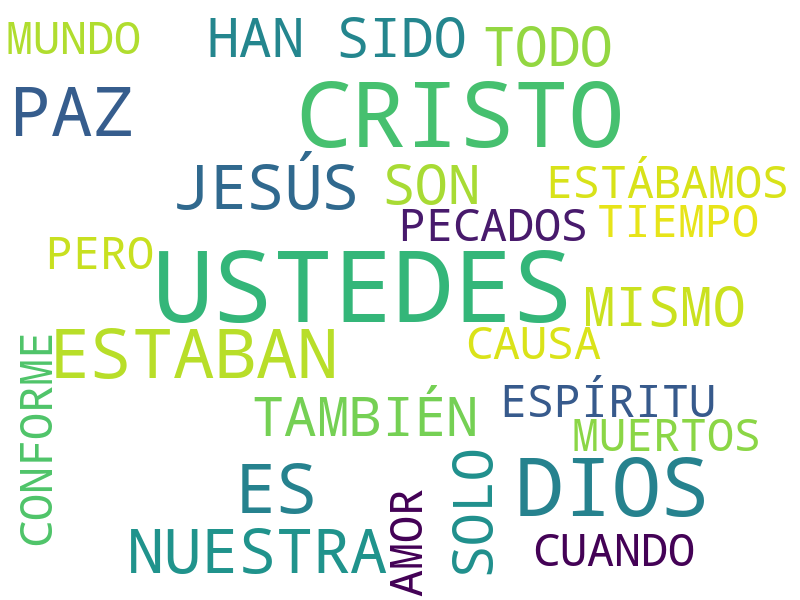 MUNDO
HAN SIDO
TODO
PAZ
CRISTO
JESÚS
SON
ESTÁBAMOS
PECADOS
TIEMPO
PERO
USTEDES
MISMO
ESTABAN
CAUSA
CONFORME
TAMBIÉN
ESPÍRITU
MUERTOS
ES
SOLO
DIOS
AMOR
NUESTRA
CUANDO